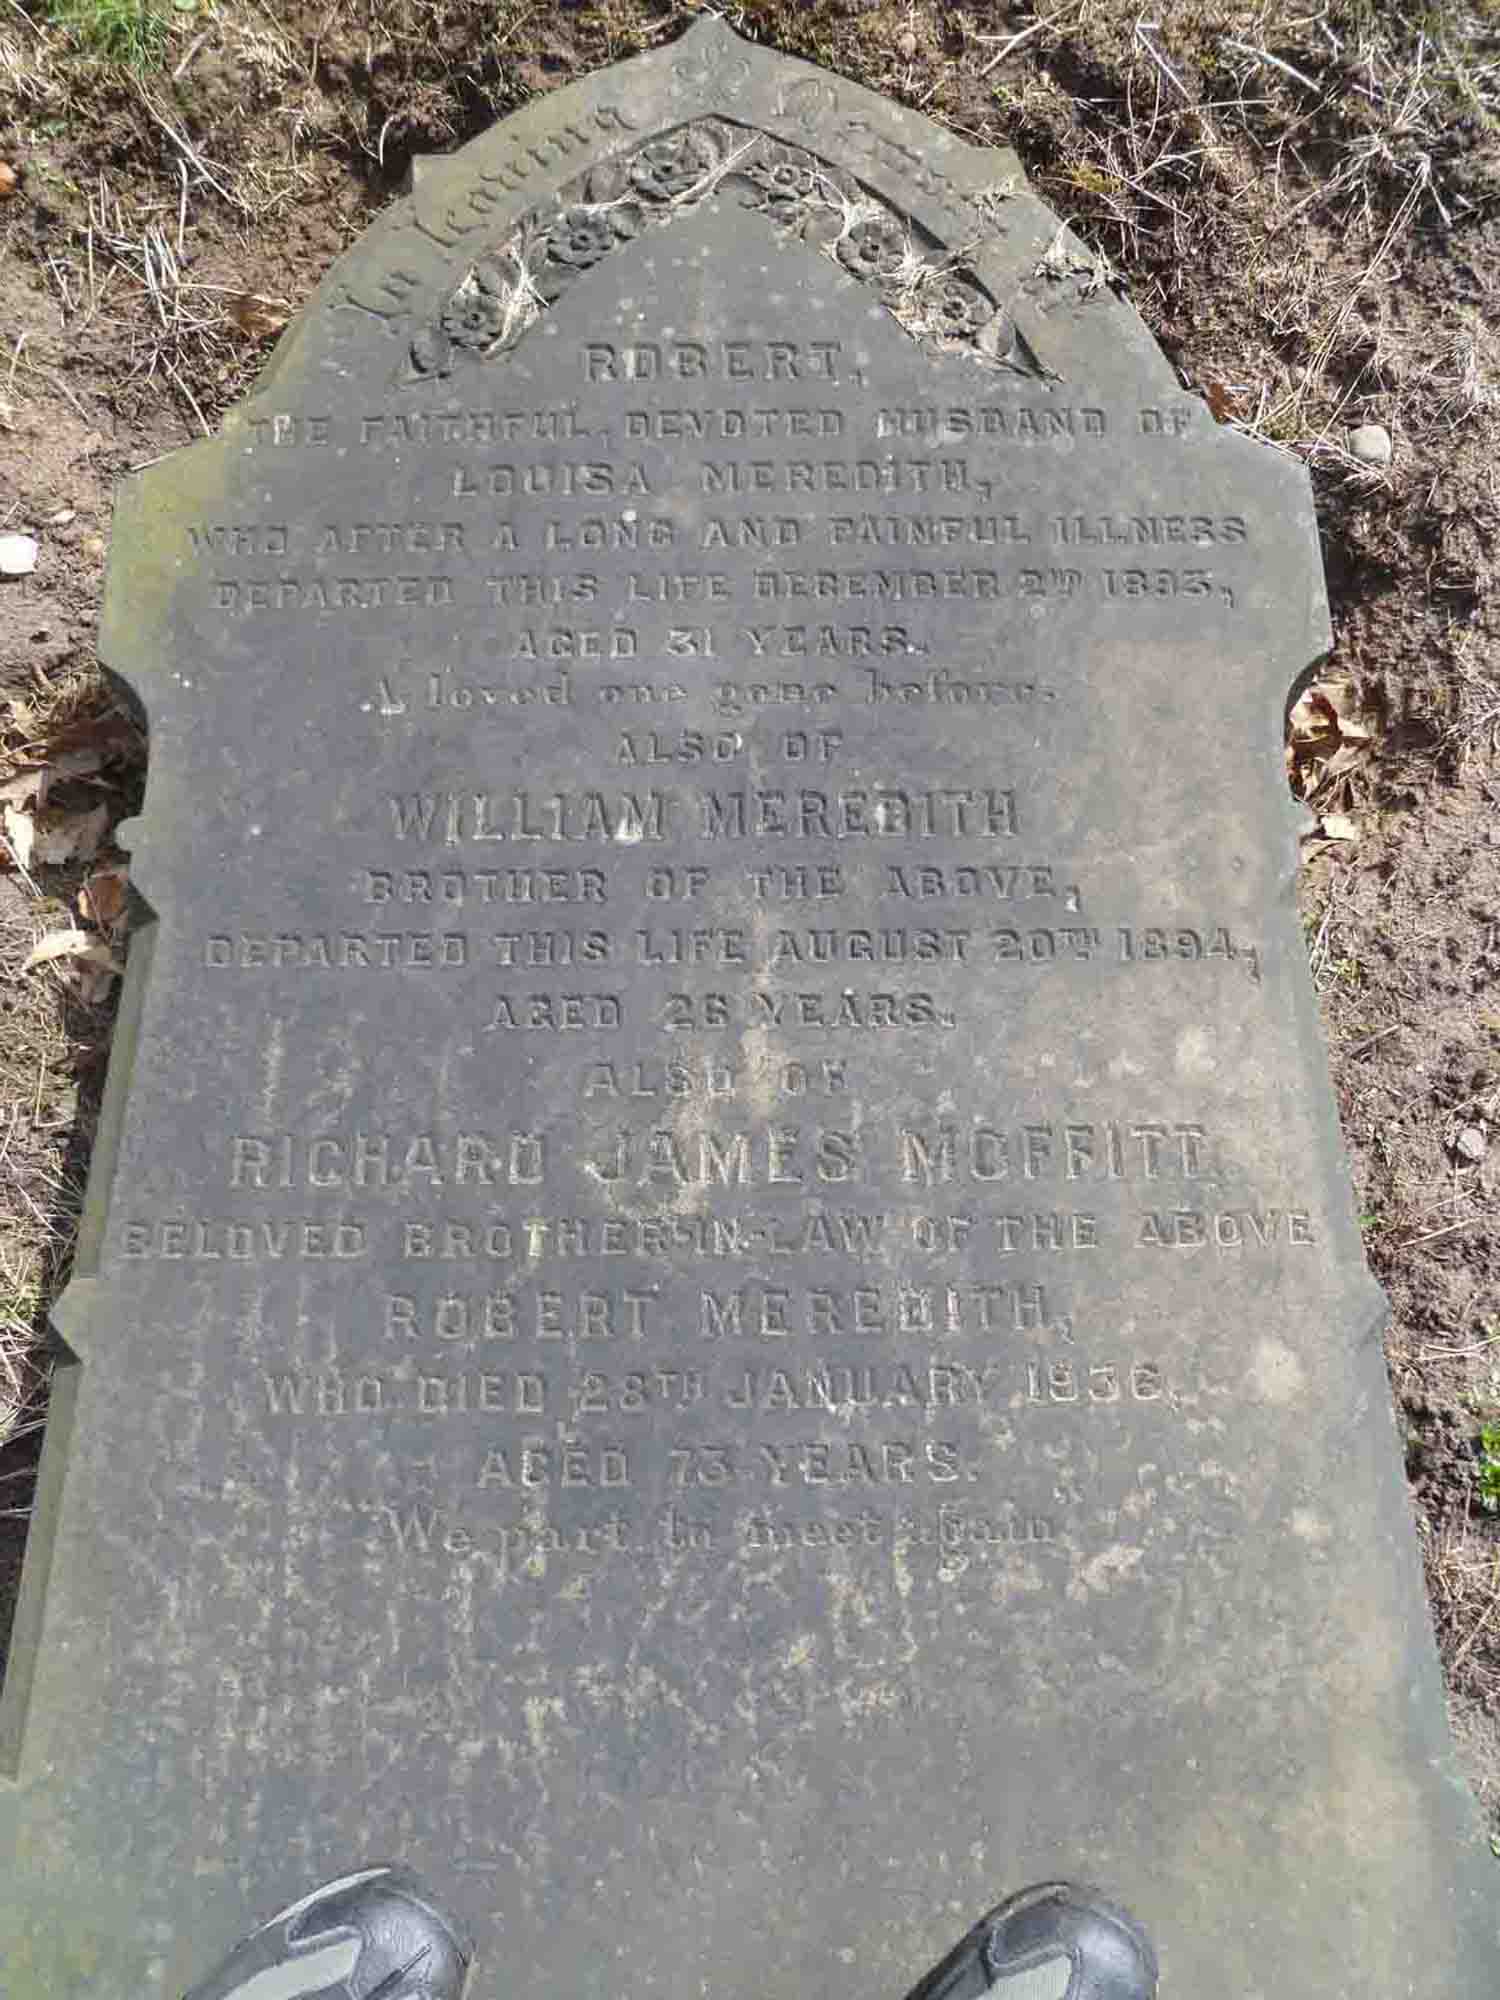 In loving
ROBERT,
THE FAITHFUL, DEVOTED HUSBAND OF
LOUISA MEREDITH,
WHO AFTER A LONG AND PAINFUL ILLNESS
DEPARTED THIS LIFE DECEMBER 2ND 1893,
AGED 31 YEARS.
A loved one gone before.
ALSO OF
WILLIAM MEREDITH
BROTHER OF THE ABOVE,
DEPARTED THIS LIFE AUGUST 20TH 1894,
AGED 26 YEARS.
ALSO OF
RICHARD JAMES MOFFITT
BELOVED BROTHER-IN-LAW OF THE ABOVE
ROBERT MEREDITH,
WHO DIED 28TH JANUARY 1936,
AGED 73 YEARS.
"We part to meet again"